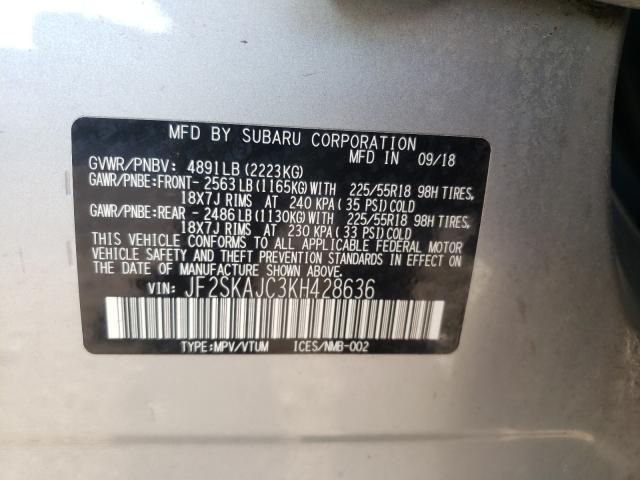 MFD BY SUBARU CORPORATION
MFD IN 09/18
GVWR/PNBV: 4891LB (2223KG)
GAWR/PNBE:FRONT- 2563LB(1165KG)WITH 225/55R18 98H TIRES,
18X7J RIMS AT 240 KPA(35 PSI)COLD
GAWR/PNBE:REAR - 2486LB(1130KG)WITH 225/55R18 98H TIRES,
18X7J RIMS AT 230 KPA(33 PSI)COLD
THIS VEHICLE CONFORMS TO ALL APPLICABLE FEDERAL MOTOR
VEHICLE SAFETY AND THEFT PREVENTION STANDARDS IN EFFECT ON
THE DATE OF MANUFACTURE SHOWN ABOVE.
VIN: JF2SKAJC3KH428636
TYPE:MPV/VTUM ICES/NMB-002